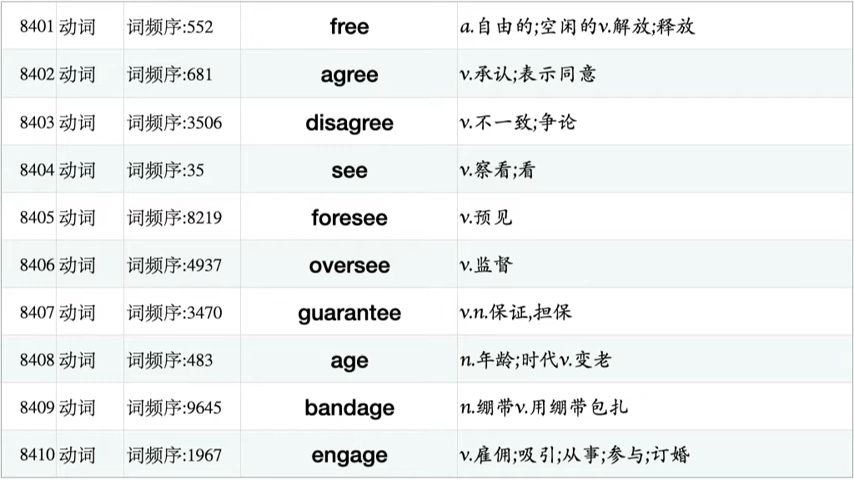 8401 动词 词频序:552 free a.自由的;空闲的v.解放;释放
8402 动词 词频序:681 agree v.承认;表示同意
8403 动词 词频序:3506 disagree v.不一致;争论
8404 动词 词频序:35 see v.察看;看
8405 动词 词频序:8219 foresee v.预见
8406 动词 词频序:4937 oversee v.监督
8407 动词 词频序:3470 guarantee v.n.保证,担保
8408 动词 词频序:483 age n.年龄;时代v.变老
8409 动词 词频序:9645 bandage n.绷带v.用绷带包扎
8410 动词 词频序:1967 engage v.雇佣;吸引;从事;参与;订婚